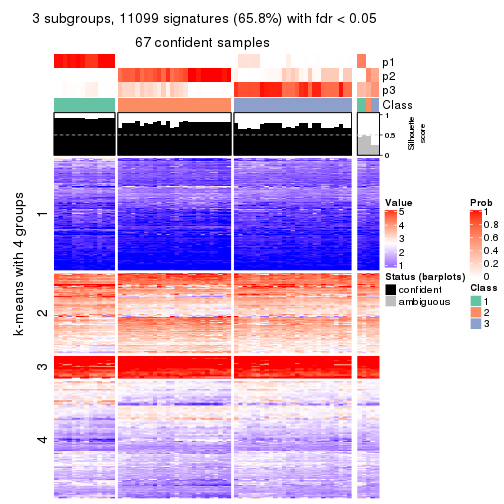 3 subgroups, 11099 signatures (65.8%) with fdr < 0.05
67 confident samples
p1
p2
p3
Class
1
0.5
0
Silhouette
score
k-means with 4 groups
1
2
3
4
Value
5
4
3
2
1
Status (barplots)
confident
ambiguous
Prob
1
0.8
0.6
0.4
0.2
0
Class
1
2
3